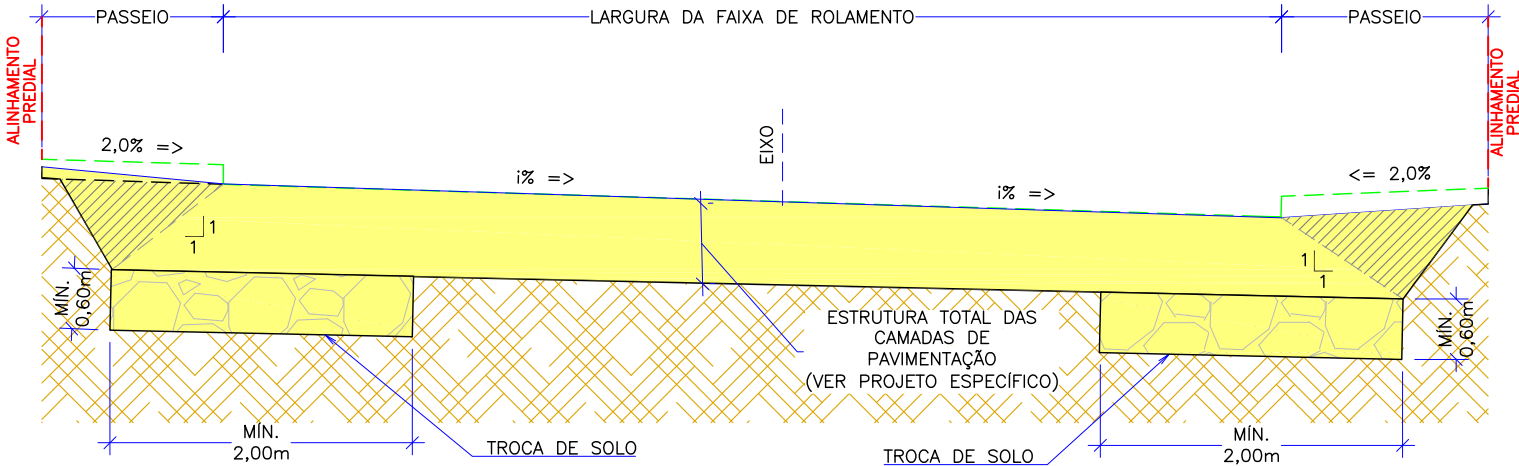 PASSEIO
LARGURA DA FAIXA DE ROLAMENTO
PASSEIO
ALINHAMENTO
PREDIAL
ALINHAMENTO
PREDIAL
EIXO
2,0% =>
i% =>
i% =>
<= 2,0%
1
1
1
1
MÍN.
0,60m
MÍN.
0,60m
ESTRUTURA TOTAL DAS
CAMADAS DE
PAVIMENTAÇÃO
(VER PROJETO ESPECÍFICO)
MÍN.
2,00m
TROCA DE SOLO
TROCA DE SOLO
MÍN.
2,00m